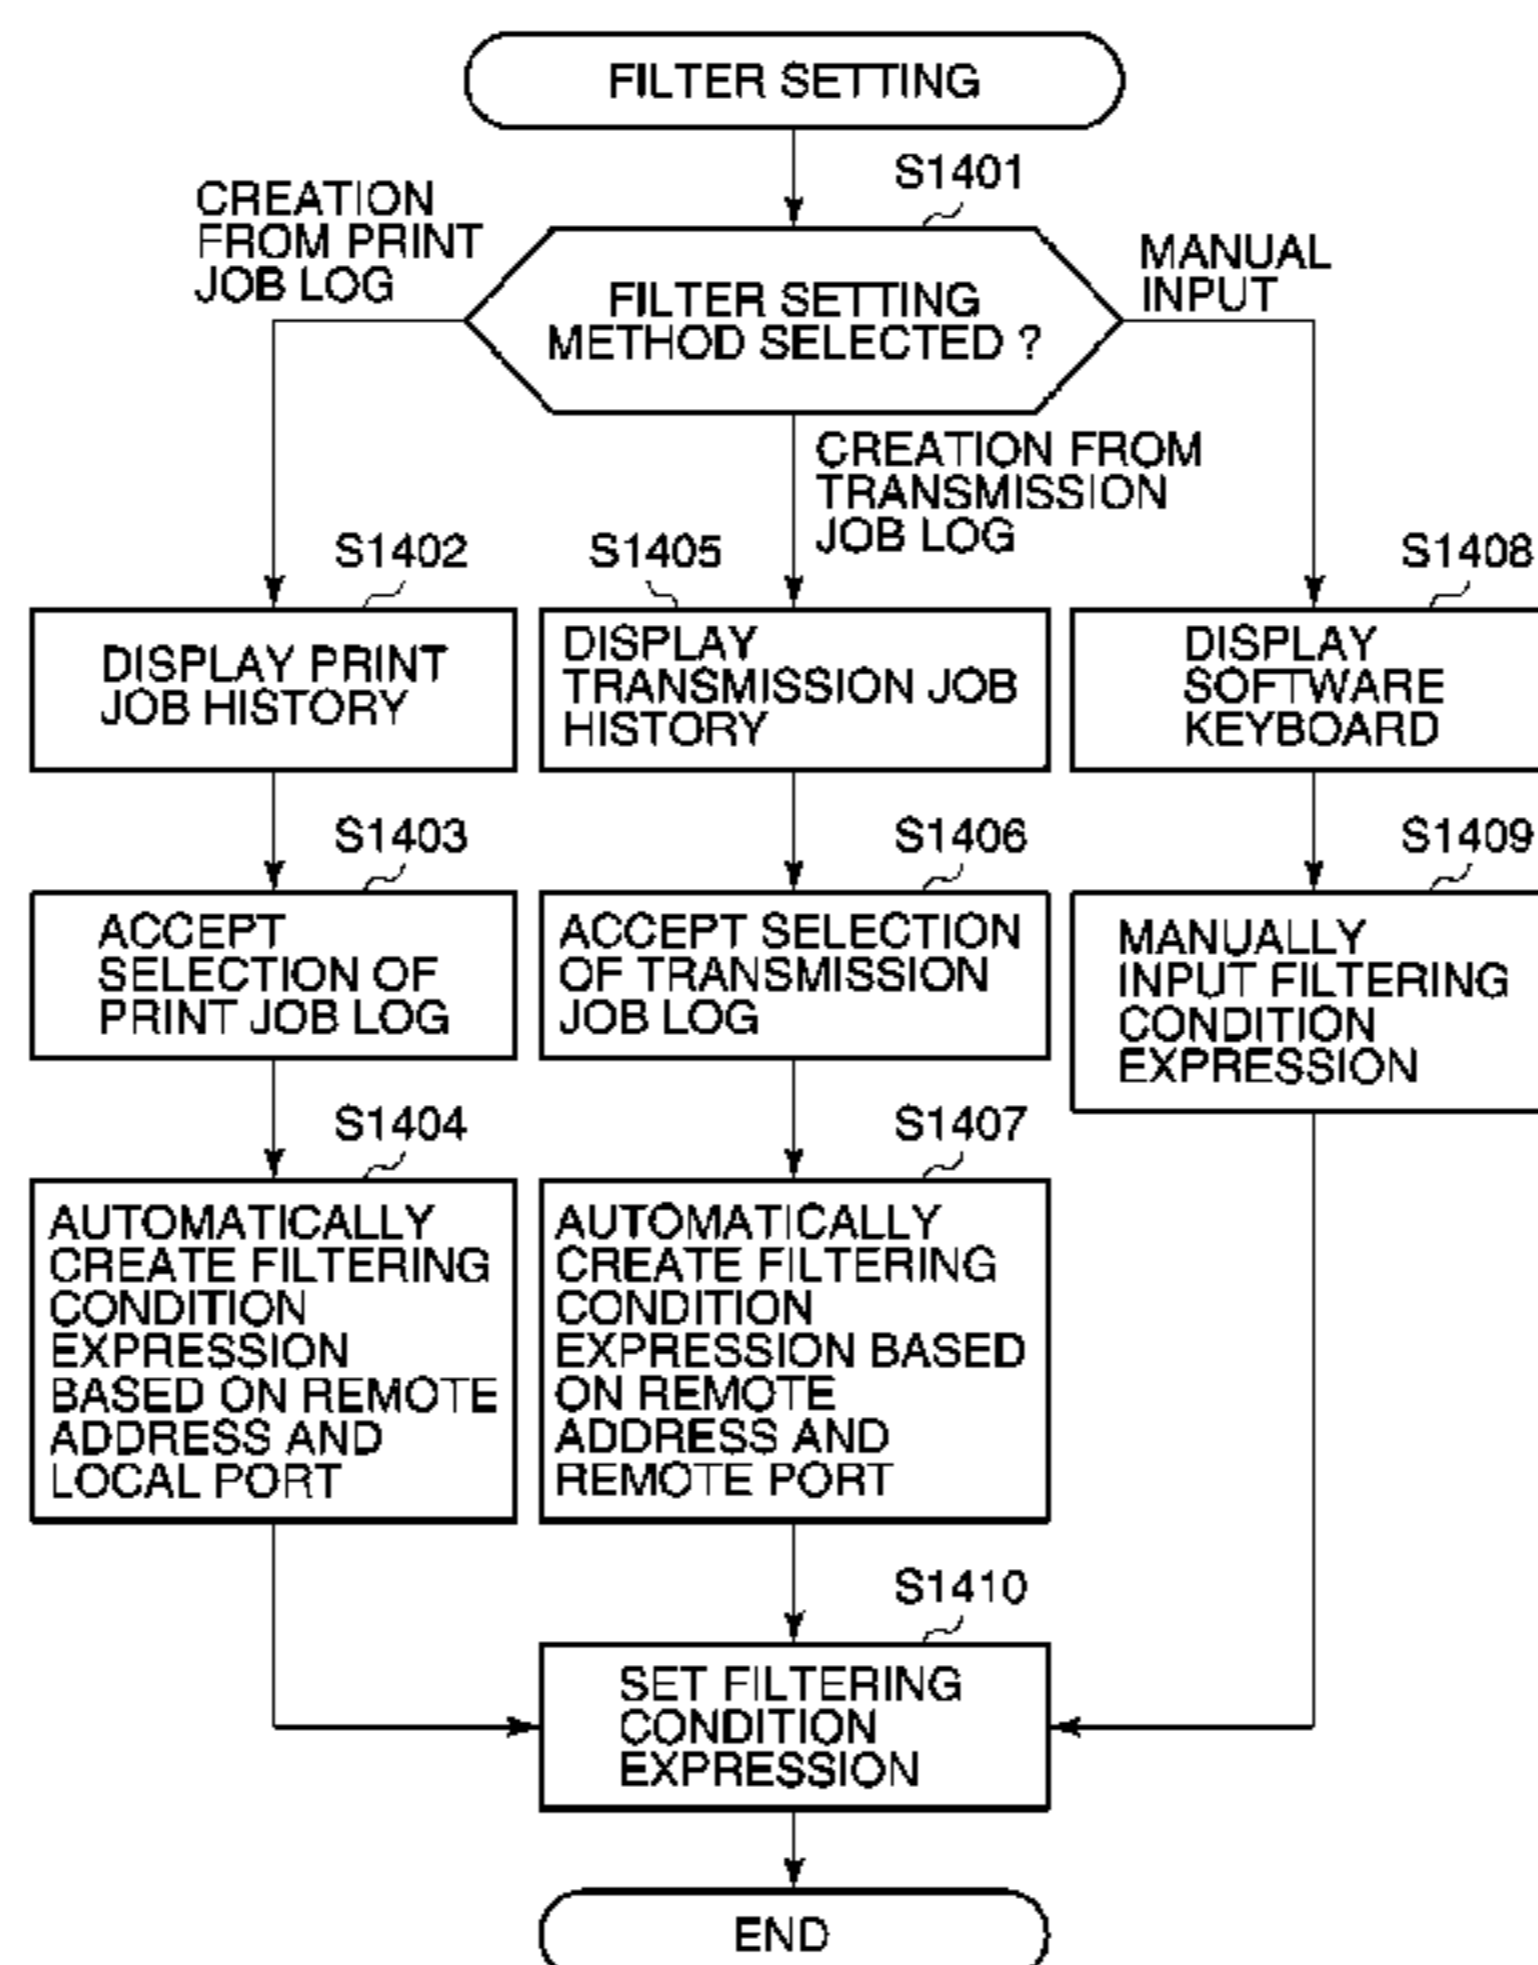 FILTER SETTING
S1401
CREATION
FROM PRINT
JOB LOG
FILTER SETTING
METHOD SELECTED ?
MANUAL
INPUT
CREATION FROM
TRANSMISSION
JOB LOG
S1402
DISPLAY PRINT
JOB HISTORY
S1405
DISPLAY
TRANSMISSION JOB
HISTORY
S1408
DISPLAY
SOFTWARE
KEYBOARD
S1403
ACCEPT
SELECTION OF
PRINT JOB LOG
S1406
ACCEPT SELECTION
OF TRANSMISSION
JOB LOG
S1409
MANUALLY
INPUT FILTERING
CONDITION
EXPRESSION
S1404
AUTOMATICALLY
CREATE FILTERING
CONDITION
EXPRESSION
BASED ON REMOTE
ADDRESS AND
LOCAL PORT
S1407
AUTOMATICALLY
CREATE FILTERING
CONDITION
EXPRESSION BASED
ON REMOTE
ADDRESS AND
REMOTE PORT
S1410
SET FILTERING
CONDITION
EXPRESSION
END